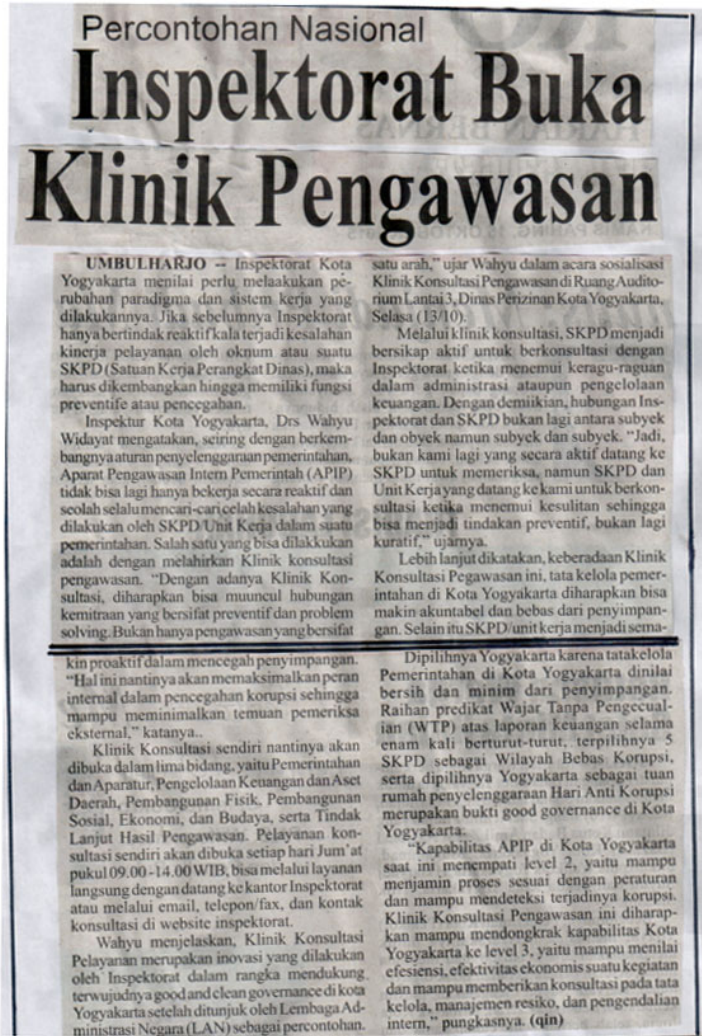 Percontohan Nasional
Inspektorat Buka
Klinik Pengawasan
UMBULHARJO -- Inspektorat Kota
Yogyakarta menilai perlu melaakukan pe-
rubahan paradigma dan sistem kerja yang
dilakukannya. Jika sebelumnya Inspektorat
hanya bertindak reaktif kala terjadi kesalahan
kinerja pelayanan oleh oknum atau suatu
SKPD (Satuan Kerja Perangkat Dinas), maka
harus dikembangkan hingga memiliki fungsi
preventife atau pencegahan.
Inspektur Kota Yogyakarta, Drs Wahyu
Widayat mengatakan, seiring dengan berkem-
bangnya aturan penyelenggaraan pemerintahan,
Aparat Pengawasan Intern Pemerintah (APIP)
tidak bisa lagi hanya bekerja secara reaktif dan
seolah selalu mencari-cari celah kesalahan yang
dilakukan oleh SKPD/Unit Kerja dalam suatu
pemerintahan. Salah satu yang bisa dilakkukan
adalah dengan melahirkan Klinik konsultasi
pengawasan. “Dengan adanya Klinik Kon-
sultasi, diharapkan bisa muuncul hubungan
kemitraan yang bersifat preventif dan problem
solving. Bukan hanya pengawasan yang bersifat
satu arah,” ujar Wahyu dalam acara sosialisasi
Klinik Konsultasi Pengawasan di Ruang Audito-
rium Lantai 3, Dinas Perizinan Kota Yogyakarta,
Selasa (13/10).
Melalui klinik konsultasi, SKPD menjadi
bersikap aktif untuk berkonsultasi dengan
Inspektorat ketika menemui keragu-raguan
dalam administrasi ataupun pengelolaan
keuangan. Dengan demiikian, hubungan Ins-
pektorat dan SKPD bukan lagi antara subyek
dan obyek namun subyek dan subyek. “Jadi,
bukan kami lagi yang secara aktif datang ke
SKPD untuk memeriksa, namun SKPD dan
Unit Kerja yang datang ke kami untuk berkon-
sultasi ketika menemui kesulitan sehingga
bisa menjadi tindakan preventif, bukan lagi
kuratif,” ujarnya.
Lebih lanjut dikatakan, keberadaan Klinik
Konsultasi Pegawasan ini, tata kelola pemer-
intahan di Kota Yogyakarta diharapkan bisa
makin akuntabel dan bebas dari penyimpan-
gan. Selain itu SKPD/unit kerja menjadi sema-
kin proaktif dalam mencegah penyimpangan.
“Hal ini nantinya akan memaksimalkan peran
internal dalam pencegahan korupsi sehingga
mampu meminimalkan temuan pemeriksa
eksternal,” katanya..
Klinik Konsultasi sendiri nantinya akan
dibuka dalam lima bidang, yaitu Pemerintahan
dan Aparatur, Pengelolaan Keuangan dan Aset
Daerah, Pembangunan Fisik, Pembangunan
Sosial, Ekonomi, dan Budaya, serta Tindak
Lanjut Hasil Pengawasan. Pelayanan kon-
sultasi sendiri akan dibuka setiap hari Jum’at
pukul 09.00 -14.00 WIB, bisa melalui layanan
langsung dengan datang ke kantor Inspektorat
atau melalui email, telepon/fax, dan kontak
konsultasi di website inspektorat.
Wahyu menjelaskan, Klinik Konsultasi
Pelayanan merupakan inovasi yang dilakukan
oleh Inspektorat dalam rangka mendukung
terwujudnya good and clean governance di kota
Yogyakarta setelah ditunjuk oleh Lembaga Ad-
ministrasi Negara (LAN) sebagai percontohan.
Dipilihnya Yogyakarta karena tatakelola
Pemerintahan di Kota Yogyakarta dinilai
bersih dan minim dari penyimpangan.
Raihan predikat Wajar Tanpa Pengecual-
ian (WTP) atas laporan keuangan selama
enam kali berturut-turut, terpilihnya 5
SKPD sebagai Wilayah Bebas Korupsi,
serta dipilihnya Yogyakarta sebagai tuan
rumah penyelenggaraan Hari Anti Korupsi
merupakan bukti good governance di Kota
Yogyakarta.
“Kapabilitas APIP di Kota Yogyakarta
saat ini menempati level 2, yaitu mampu
menjamin proses sesuai dengan peraturan
dan mampu mendeteksi terjadinya korupsi.
Klinik Konsultasi Pengawasan ini diharap-
kan mampu mendongkrak kapabilitas Kota
Yogyakarta ke level 3, yaitu mampu menilai
efesiensi, efektivitas ekonomis suatu kegiatan
dan mampu memberikan konsultasi pada tata
kelola, manajemen resiko, dan pengendalian
intern,” pungkasnya. (qin)